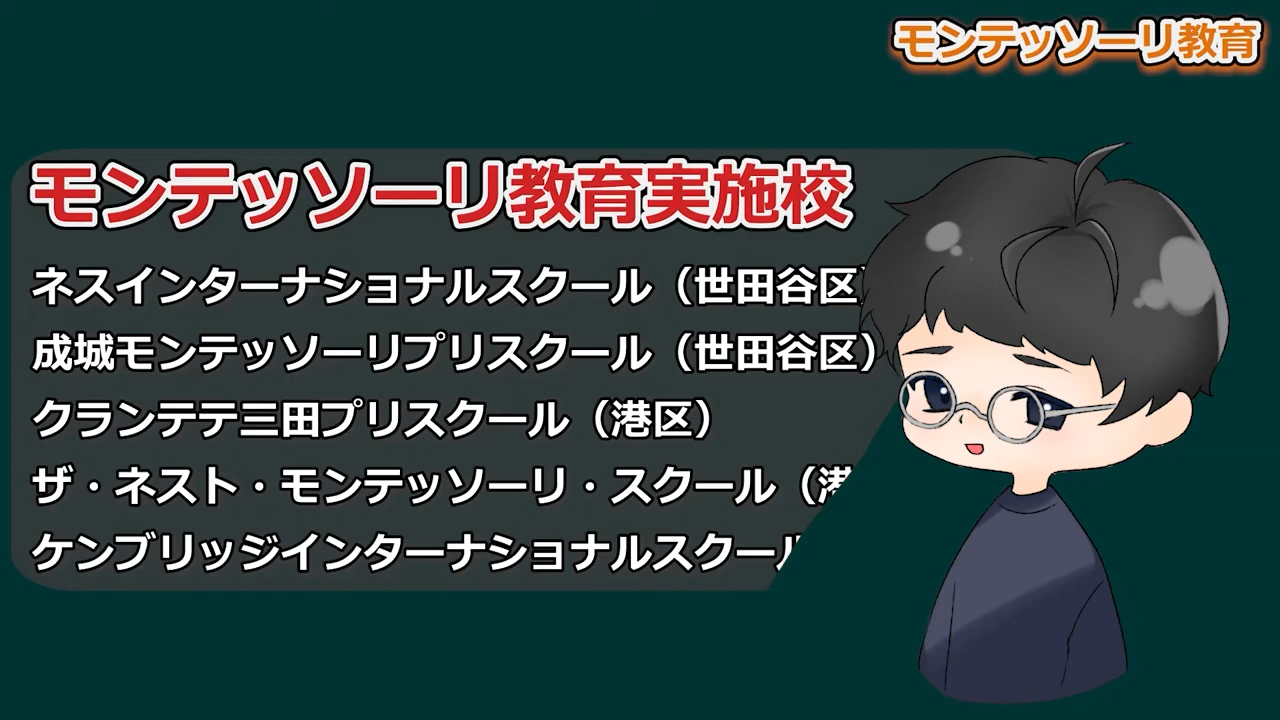 モンテッソーリ教育
モンテッソーリ教育実施校
ネスインターナショナルスクール（世田谷区）
成城モンテッソーリプリスクール（世田谷区）
クランテテ三田プリスクール（港区）
ザ・ネスト・モンテッソーリ・スクール（港
ケンブリッジインターナショナルスクール